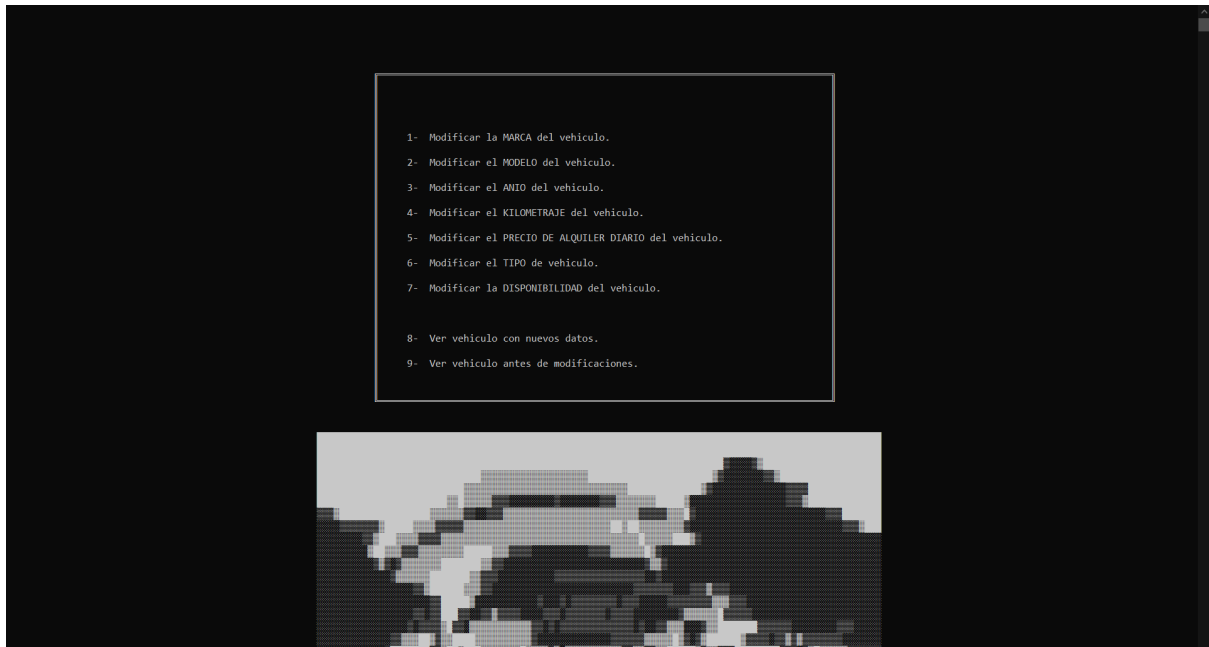 1- Modificar la MARCA del vehiculo.
2- Modificar el MODELO del vehiculo.
3- Modificar el ANIO del vehiculo.
4- Modificar el KILOMETRAJE del vehiculo.
5- Modificar el PRECIO DE ALQUILER DIARIO del vehiculo.
6- Modificar el TIPO de vehiculo.
7- Modificar la DISPONIBILIDAD del vehiculo.
8- Ver vehiculo con nuevos datos.
9- Ver vehiculo antes de modificaciones.